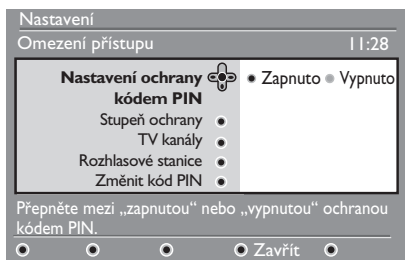 Nastavení
Omezení přístupu 11:28
Nastavení ochrany Zapnuto Vypnuto
kódem PIN
Stupeň ochrany
TV kanály
Rozhlasové stanice
Změnit kód PIN
Přepněte mezi „zapnutou“ nebo „vypnutou“ ochranou
kódem PIN.
Zavřít